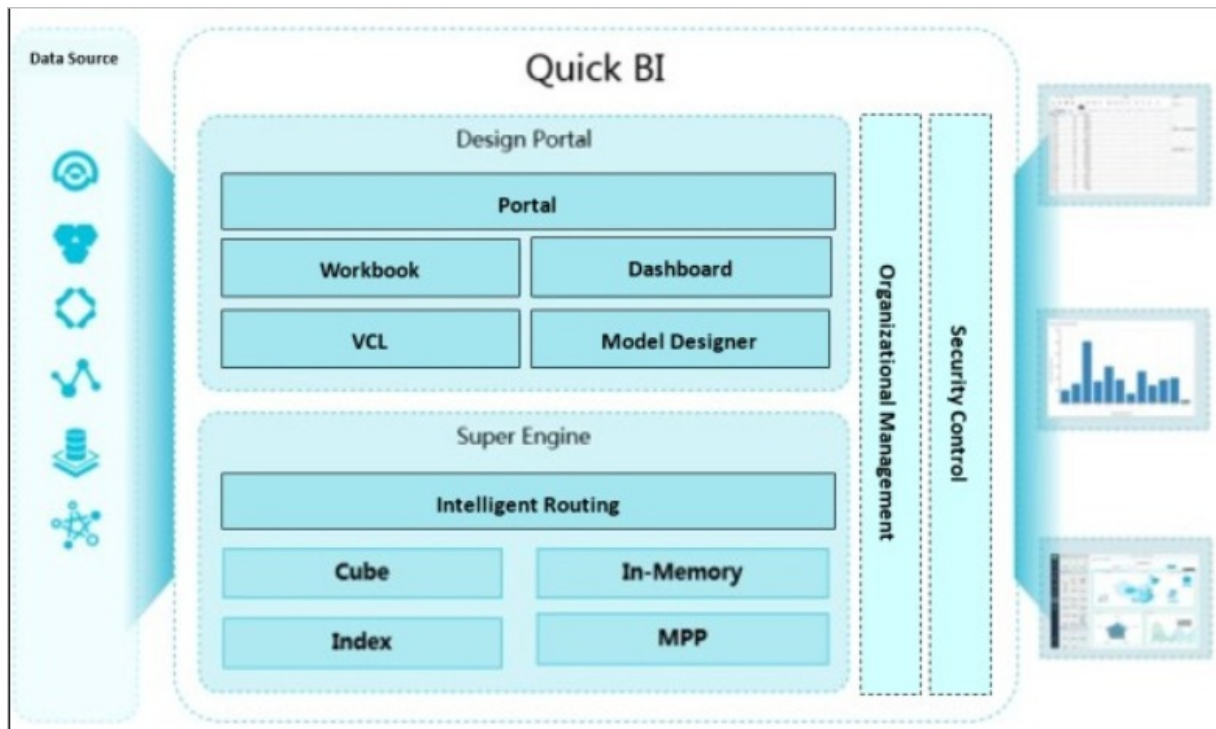 Data Source
Quick BI
Design Portal
Portal
Workbook
Dashboard
VCL
Model Designer
Super Engine
Intelligent Routing
Cube
In-Memory
Index
MPP
Organizational Management
Security Control